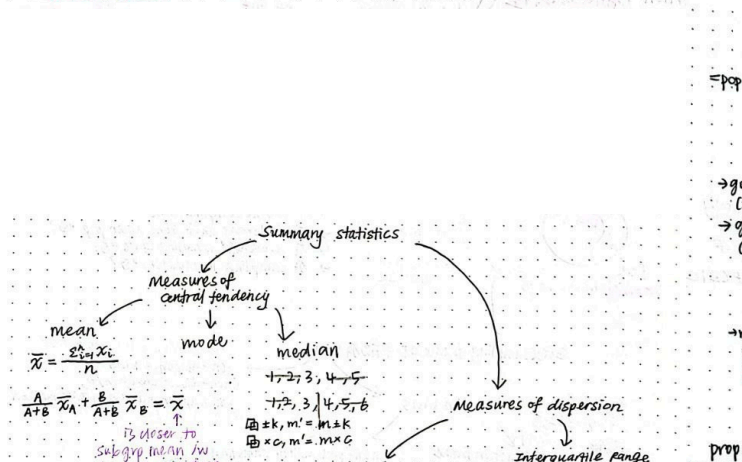 =pop
Summary statistics
Measures of
central tendency
mean
mode
median
x̄ = Σⁿᵢ₌₁ xᵢ / n
1, 2, 3, 4, 5
1, 2, 3, | 4, 5, 6
A/(A+B) x̄_A + B/(A+B) x̄_B = x̄
is closer to
subgrp mean /w
±k, m' = m±k
×c, m' = m×c
Measures of dispersion
Interquartile range
prop